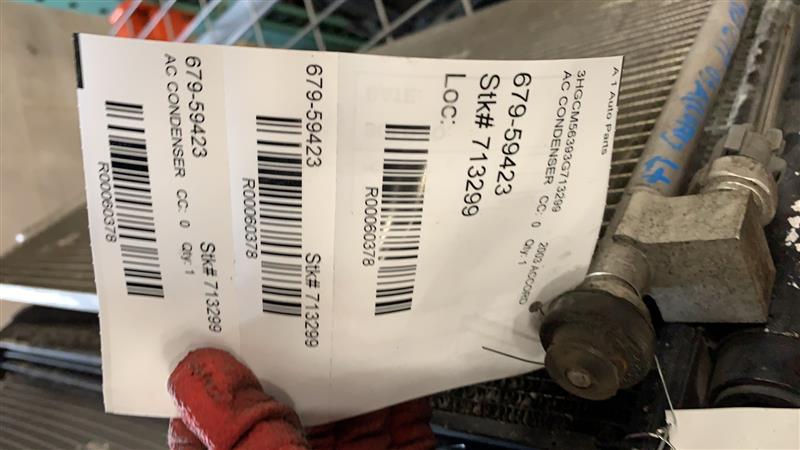 A 1 Auto Parts
3HGCM56393G713299 2003 ACCORD
AC CONDENSER CC: 0 Qty: 1
679-59423
Stk# 713299
LOC:
R00060378
679-59423 Stk# 713299
R00060378
679-59423 Stk# 713299
AC CONDENSER CC: 0 Qty: 1
R00060378